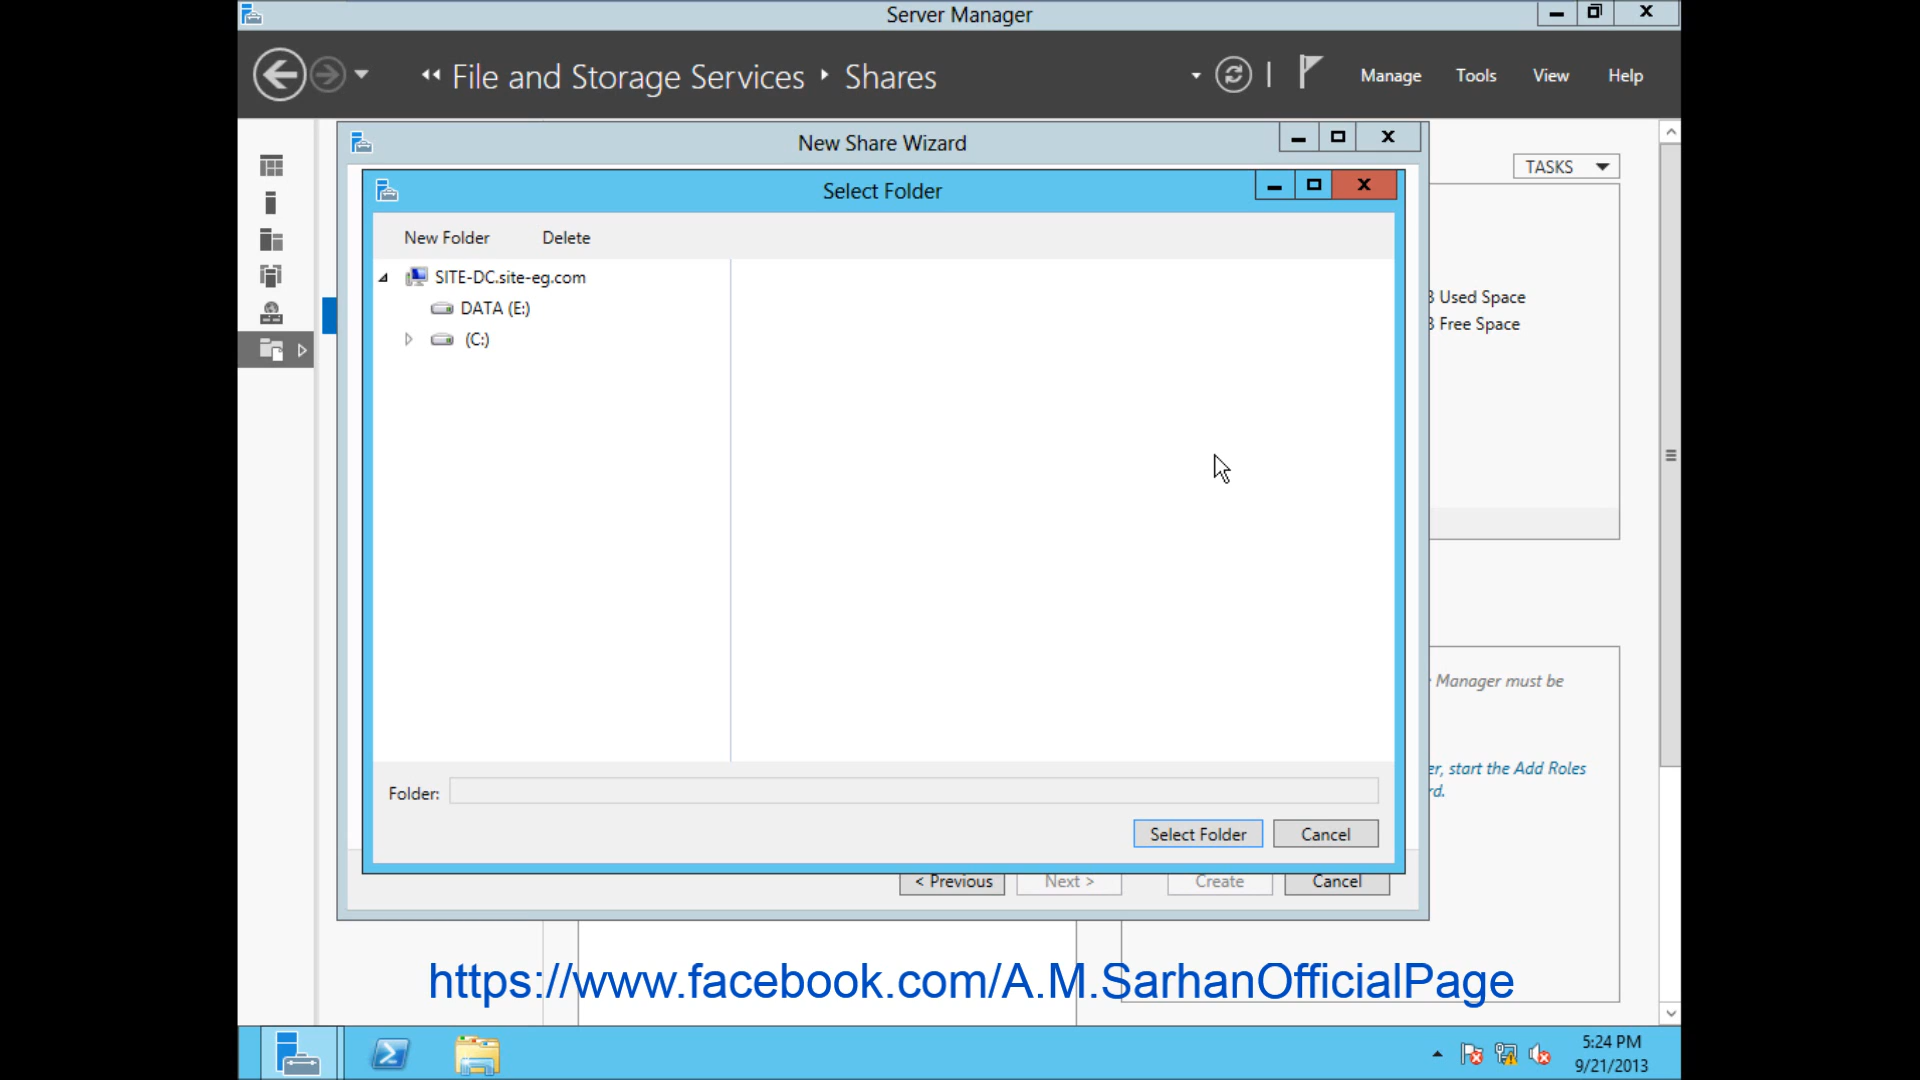 Server Manager
File and Storage Services
Shares
Manage
Tools
View
Help
New Share Wizard
TASKS
Select Folder
New Folder
Delete
SITE-DC.site-eg.com
DATA (E:)
(C:)
Used Space
Free Space
Manager must be
er, start the Add Roles
rd.
Folder:
Select Folder
Cancel
< Previous
Next >
Create
Cancel
https://www.facebook.com/A.M.SarhanOfficialPage
5:24 PM
9/21/2013